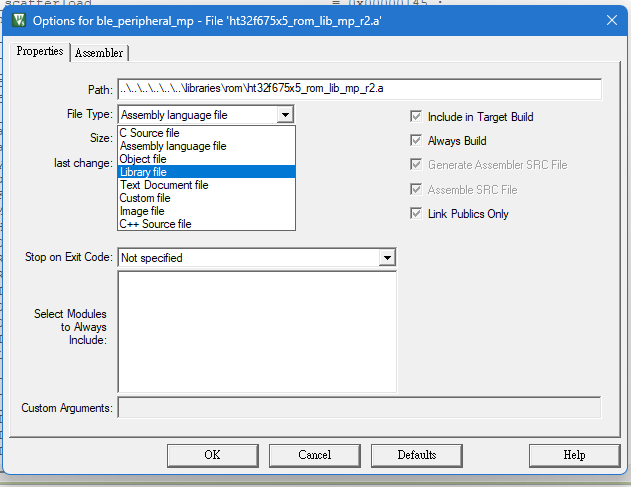 scatterload = 0x00000145 ;
Options for ble_peripheral_mp - File 'ht32f675x5_rom_lib_mp_r2.a'
Properties Assembler
Path: ..\..\..\..\..\..\libraries\rom\ht32f675x5_rom_lib_mp_r2.a
File Type: Assembly language file
Include in Target Build
C Source file
Size: Assembly language file
Always Build
Object file
last change: Library file
Generate Assembler SRC File
Text Document file
Assemble SRC File
Custom file
Image file
Link Publics Only
C++ Source file
Stop on Exit Code: Not specified
Select Modules
to Always
Include:
Custom Arguments:
OK Cancel Defaults Help